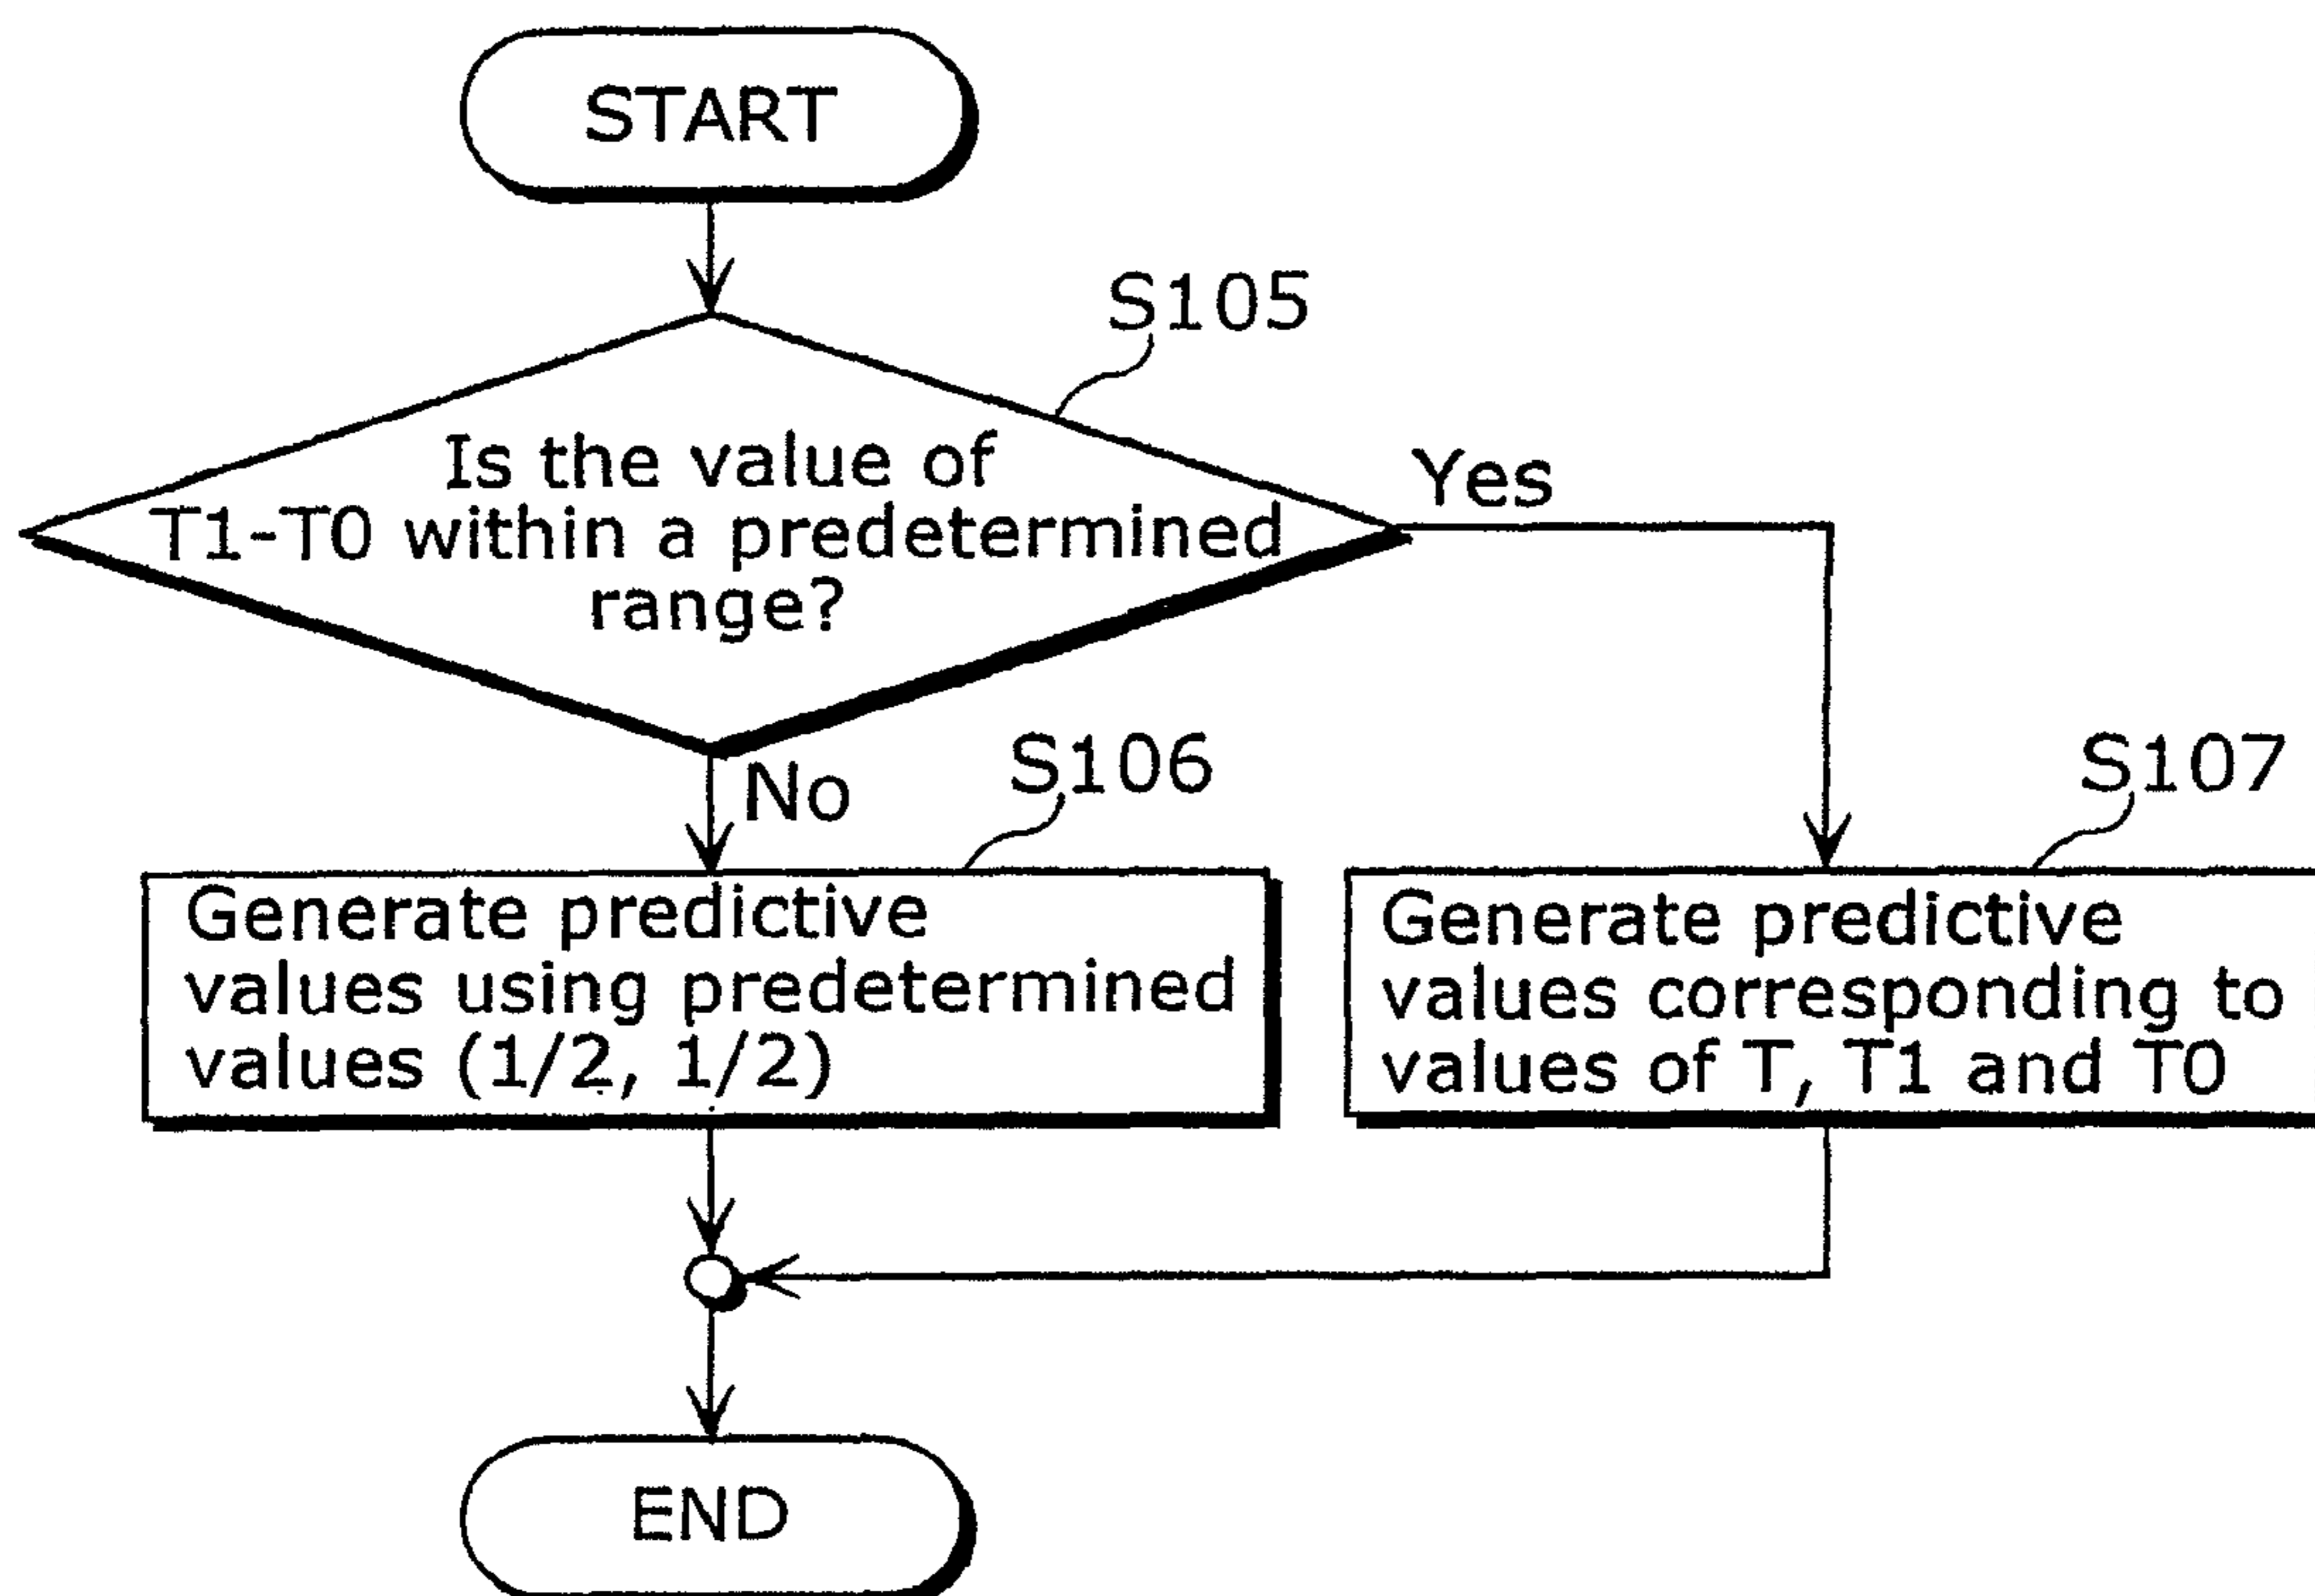 START
S105
Is the value of
T1-T0 within a predetermined
range?
Yes
No
S106
Generate predictive
values using predetermined
values (1/2, 1/2)
S107
Generate predictive
values corresponding to
values of T, T1 and T0
END